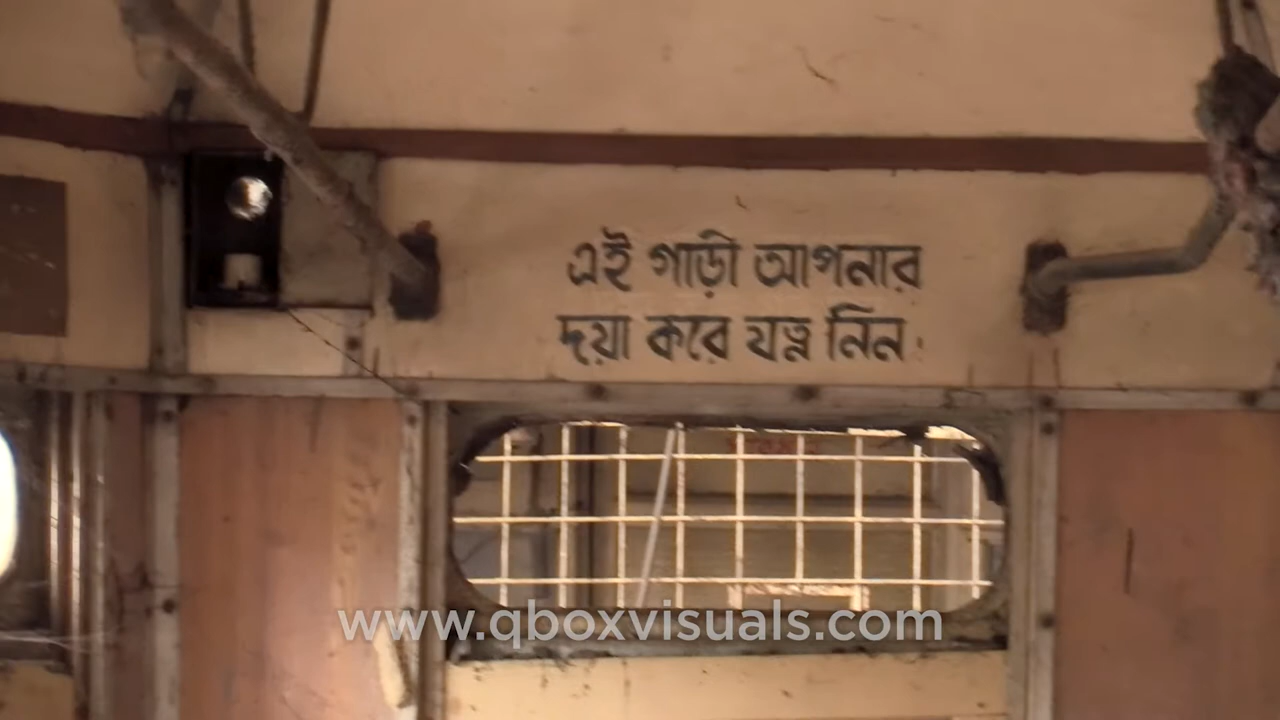 এই গাড়ী আপনার
দয়া করে যত্ন নিন।
www.qboxvisuals.com